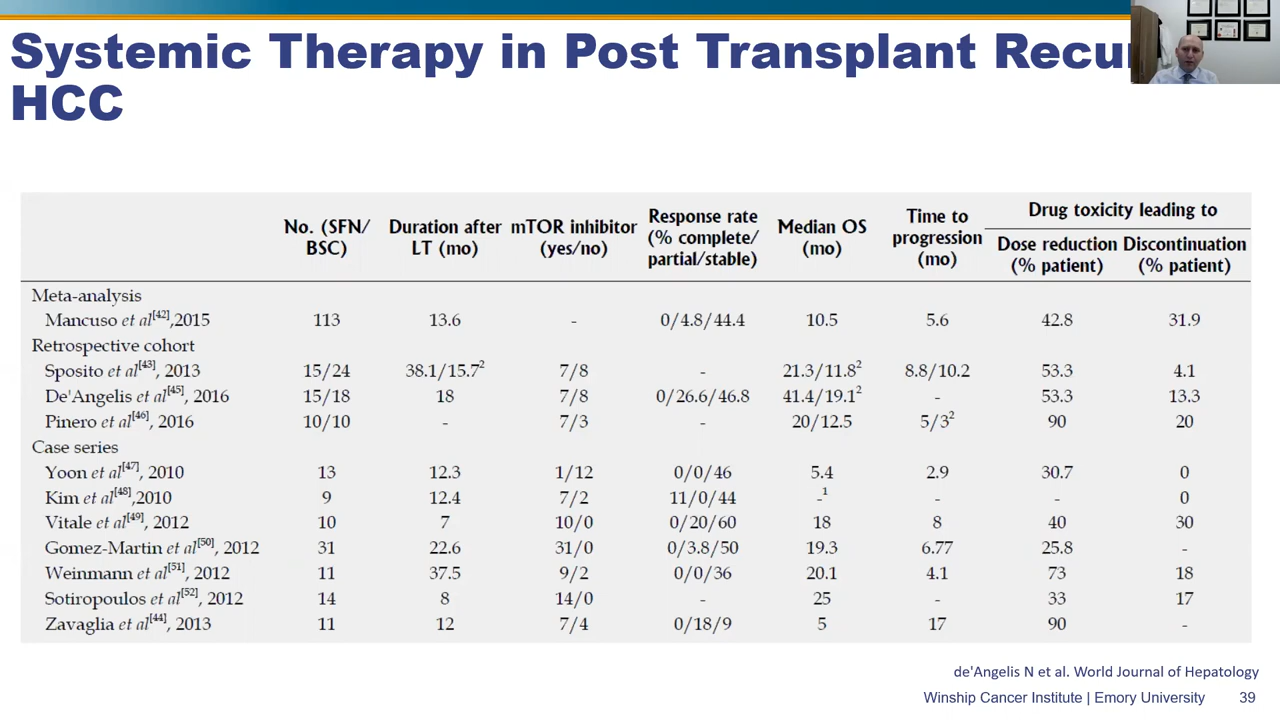 Systemic Therapy in Post Transplant
HCC
No. (SFN/BSC) Duration after LT (mo) mTOR inhibitor (yes/no) Response rate (% complete/partial/stable) Median OS (mo) Time to progression (mo) Drug toxicity leading to
Dose reduction (% patient) Discontinuation (% patient)
Meta-analysis
Mancuso et al[42],2015 113 13.6 - 0/4.8/44.4 10.5 5.6 42.8 31.9
Retrospective cohort
Sposito et al[43], 2013 15/24 38.1/15.7² 7/8 - 21.3/11.8² 8.8/10.2 53.3 4.1
De'Angelis et al[45], 2016 15/18 18 7/8 0/26.6/46.8 41.4/19.1² - 53.3 13.3
Pinero et al[46], 2016 10/10 - 7/3 - 20/12.5 5/3² 90 20
Case series
Yoon et al[47], 2010 13 12.3 1/12 0/0/46 5.4 2.9 30.7 0
Kim et al[48],2010 9 12.4 7/2 11/0/44 -¹ - - 0
Vitale et al[49], 2012 10 7 10/0 0/20/60 18 8 40 30
Gomez-Martin et al[50], 2012 31 22.6 31/0 0/3.8/50 19.3 6.77 25.8 -
Weinmann et al[51], 2012 11 37.5 9/2 0/0/36 20.1 4.1 73 18
Sotiropoulos et al[52], 2012 14 8 14/0 - 25 - 33 17
Zavaglia et al[44], 2013 11 12 7/4 0/18/9 5 17 90 -
de'Angelis N et al. World Journal of Hepatology
Winship Cancer Institute | Emory University 39